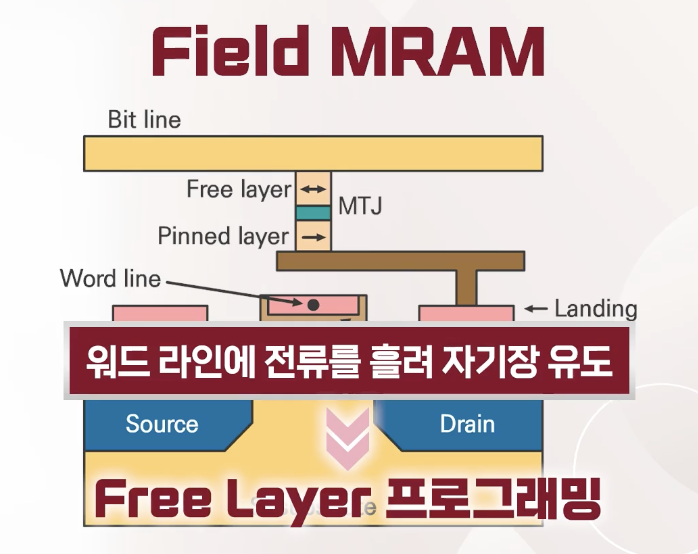 Field MRAM
Bit line
Free layer
MTJ
Pinned layer
Word line
Landing
워드 라인에 전류를 흘려 자기장 유도
Source
Drain
Free Layer 프로그래밍